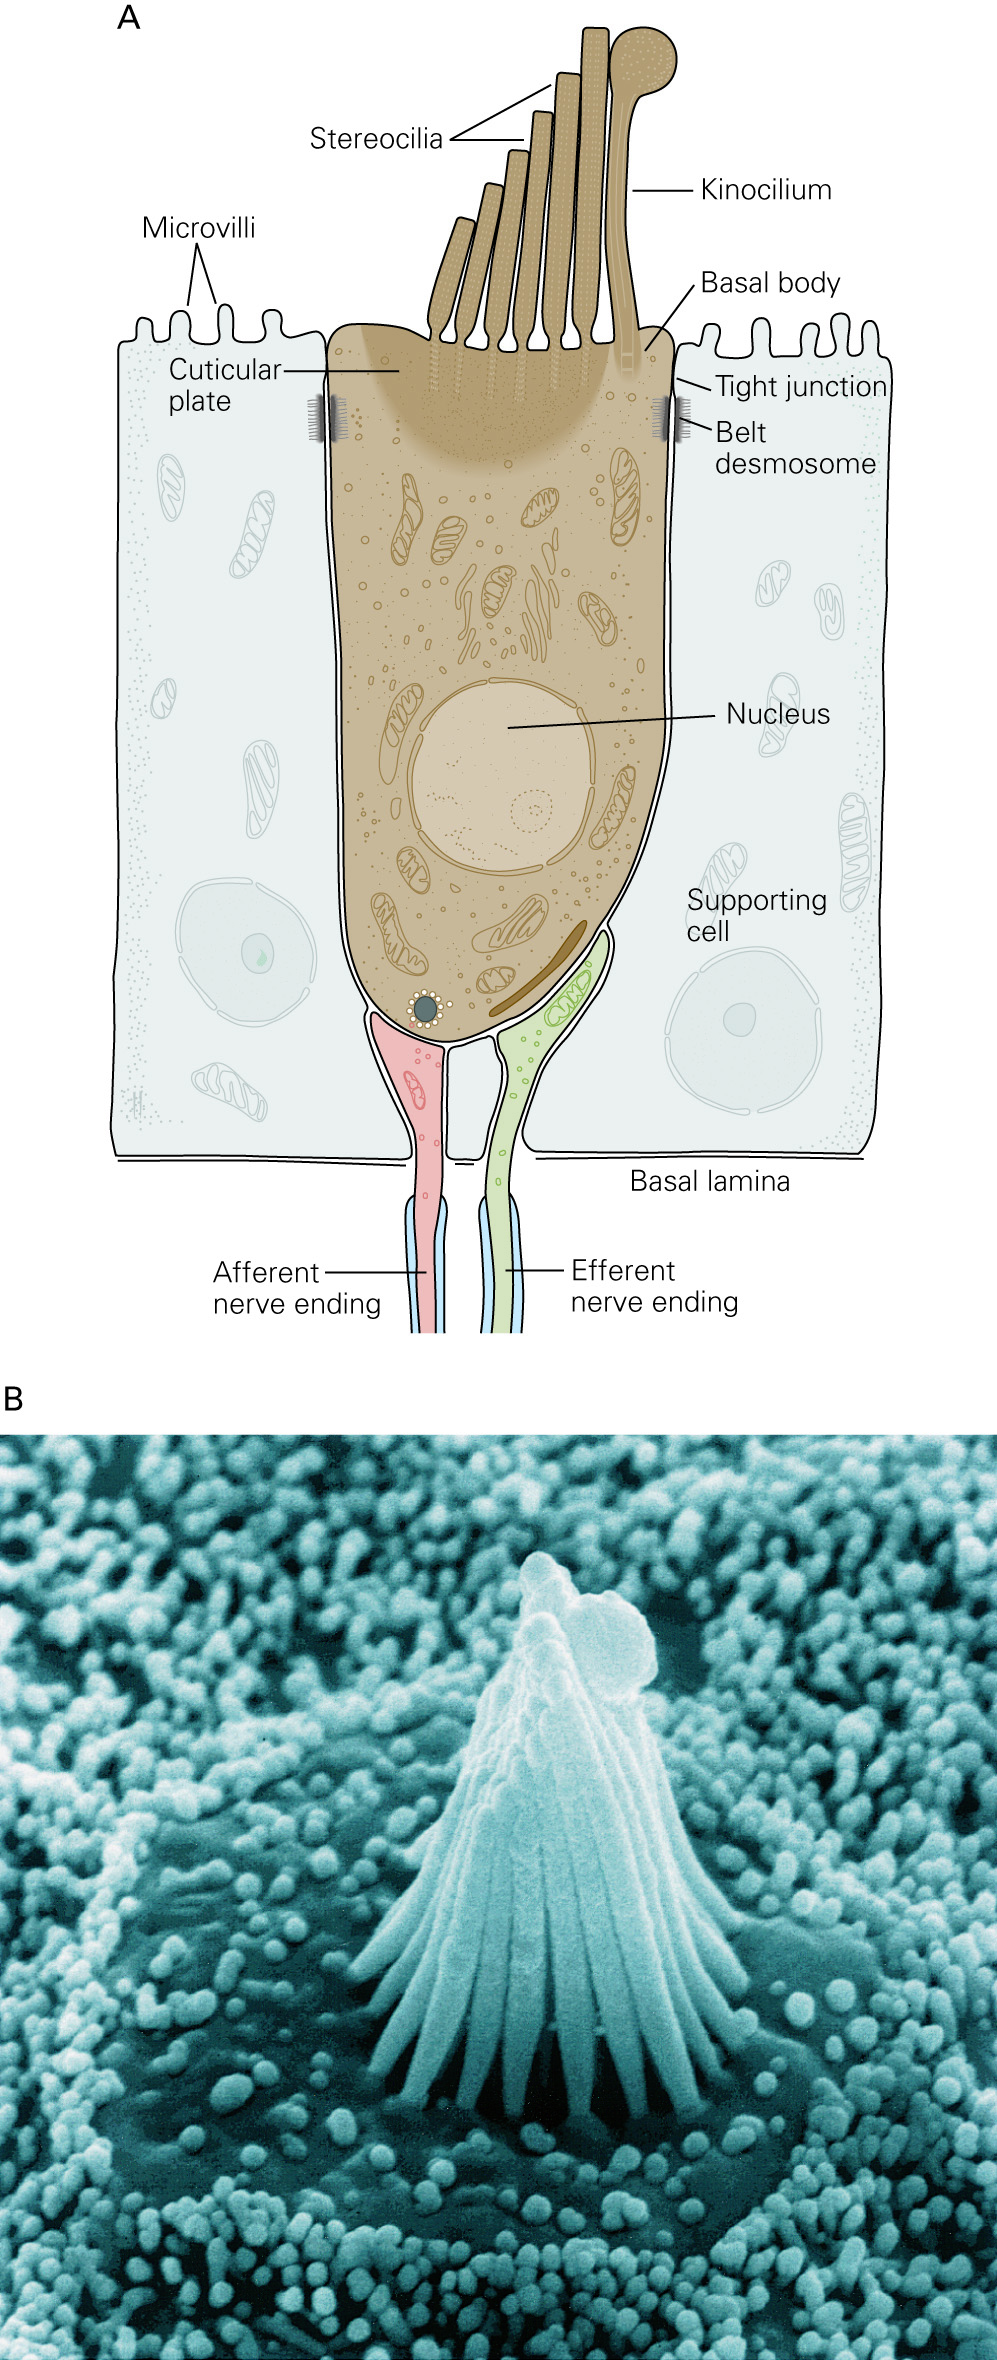 A
Stereocilia
Kinocilium
Microvilli
Basal body
Cuticular
plate
Tight junction
Belt
desmosome
Nucleus
Supporting
cell
Basal lamina
Afferent
nerve ending
Efferent
nerve ending
B